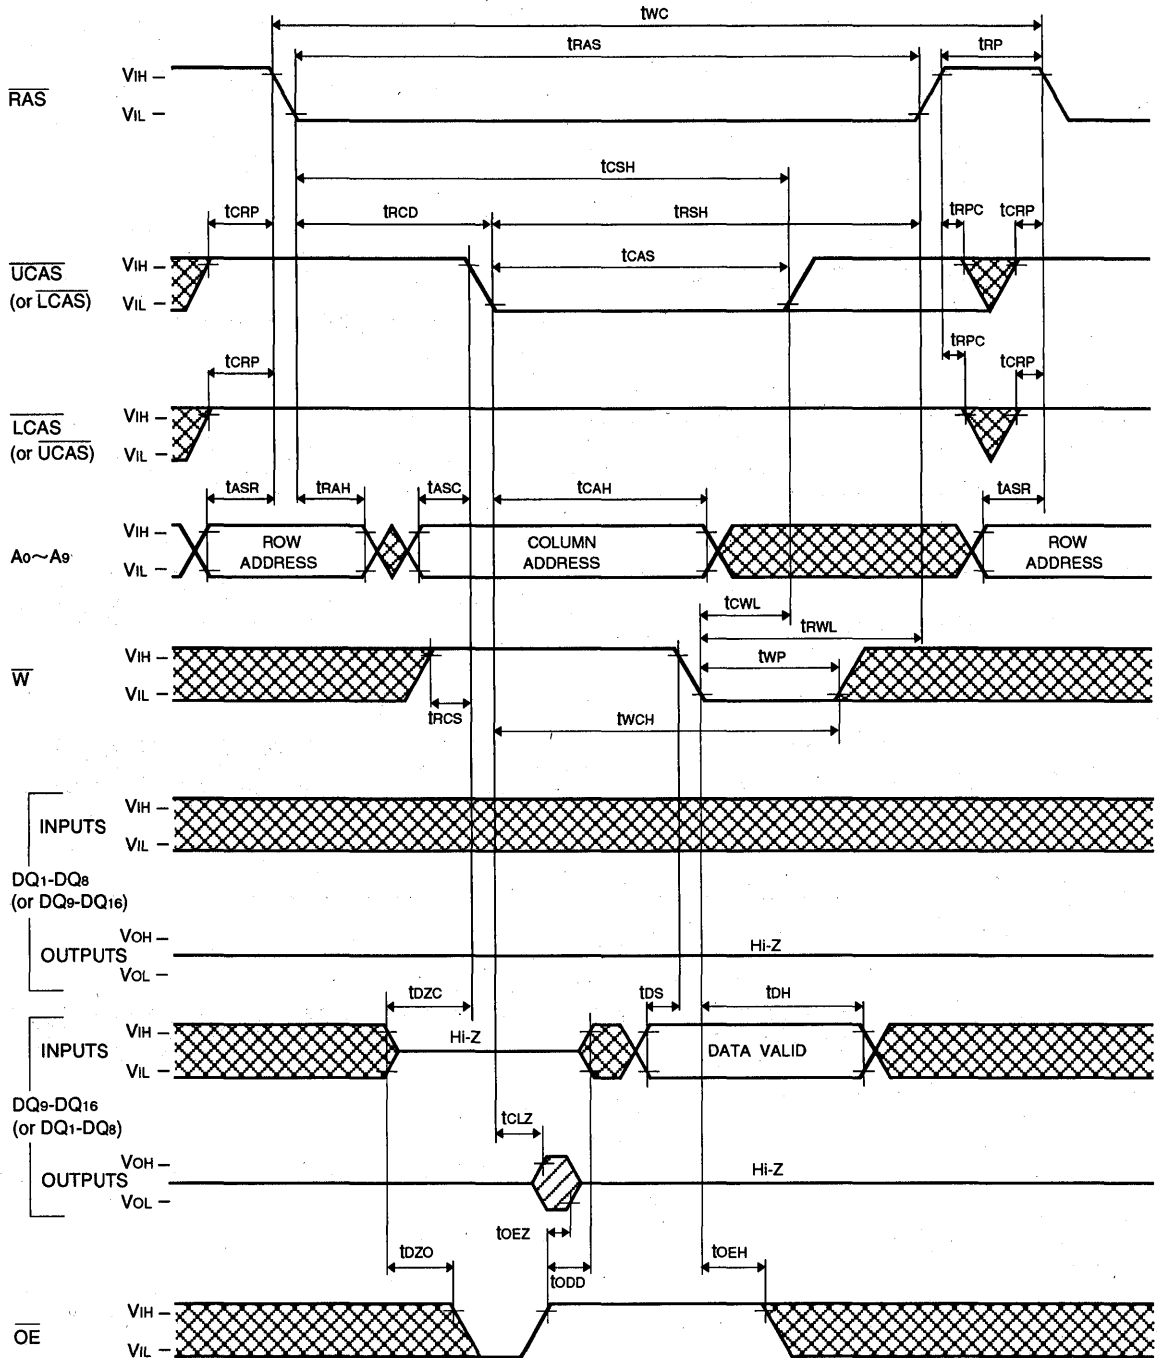 tWC
tRAS
tRP
RAS
VIH
VIL
tCSH
tCRP
tRCD
tRSH
tRPC
tCRP
UCAS
(or LCAS)
VIH
VIL
tCAS
tRPC
tCRP
tCRP
LCAS
(or UCAS)
VIH
VIL
tASR
tRAH
tASC
tCAH
tASR
A0~A9
VIH
VIL
ROW
ADDRESS
COLUMN
ADDRESS
ROW
ADDRESS
tCWL
tRWL
W
VIH
VIL
tWP
tRCS
tWCH
INPUTS
VIH
VIL
DQ1-DQ8
(or DQ9-DQ16)
OUTPUTS
VOH
VOL
Hi-Z
tDZC
tDS
tDH
INPUTS
VIH
VIL
Hi-Z
DATA VALID
DQ9-DQ16
(or DQ1-DQ8)
tCLZ
OUTPUTS
VOH
VOL
Hi-Z
tOEZ
tDZO
tODD
tOEH
OE
VIH
VIL